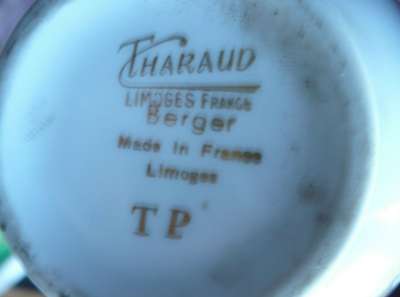 THARAUD
LIMOGES FRANCE
Berger
Made in France
Limoges
TP